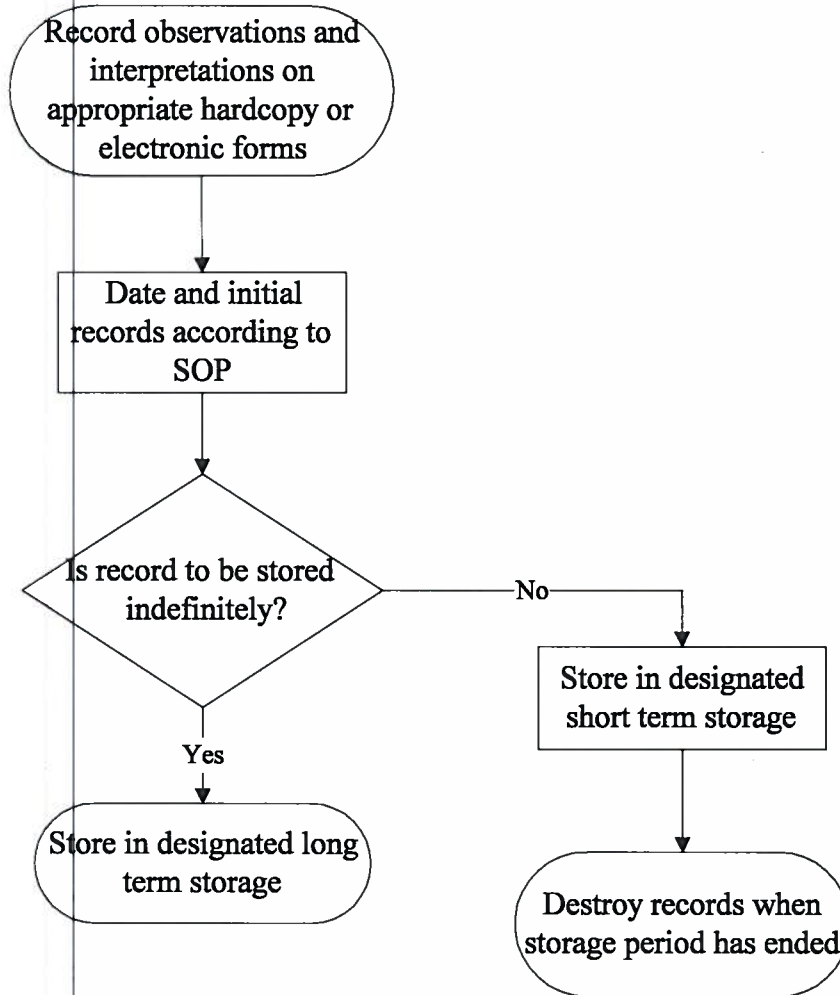 Record observations and
interpretations on
appropriate hardcopy or
electronic forms
Date and initial
records according to
SOP
Is record to be stored
indefinitely?
No
Store in designated
short term storage
Yes
Store in designated long
term storage
Destroy records when
storage period has ended